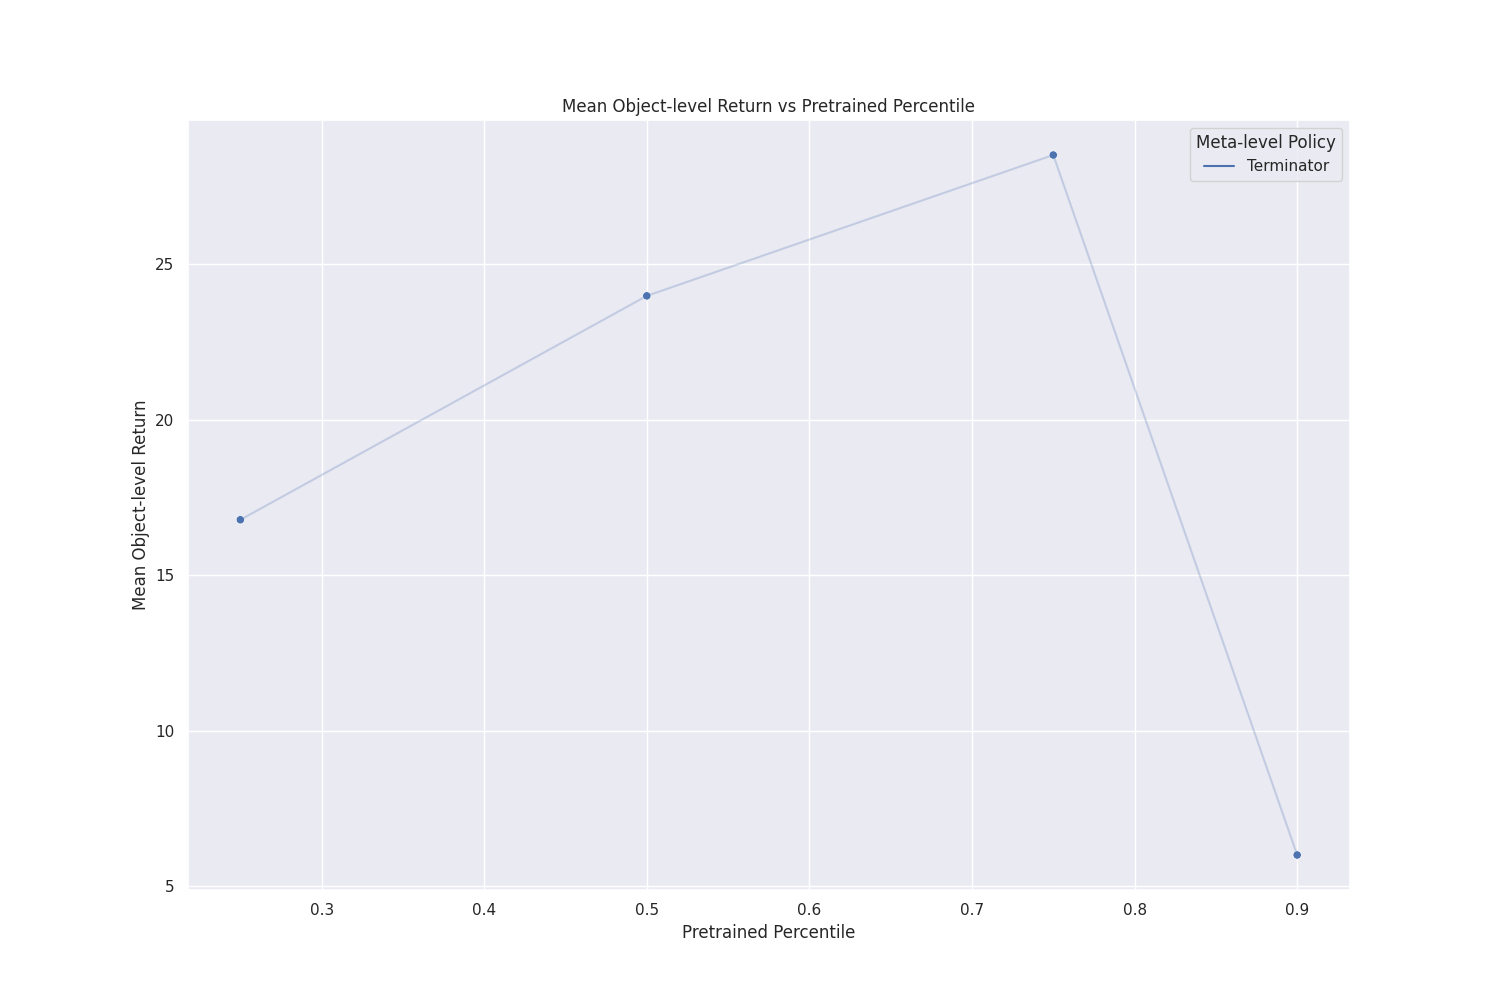 Mean Object-level Return vs Pretrained Percentile
Meta-level Policy
Terminator
Mean Object-level Return
25
20
15
10
5
0.3 0.4 0.5 0.6 0.7 0.8 0.9
Pretrained Percentile